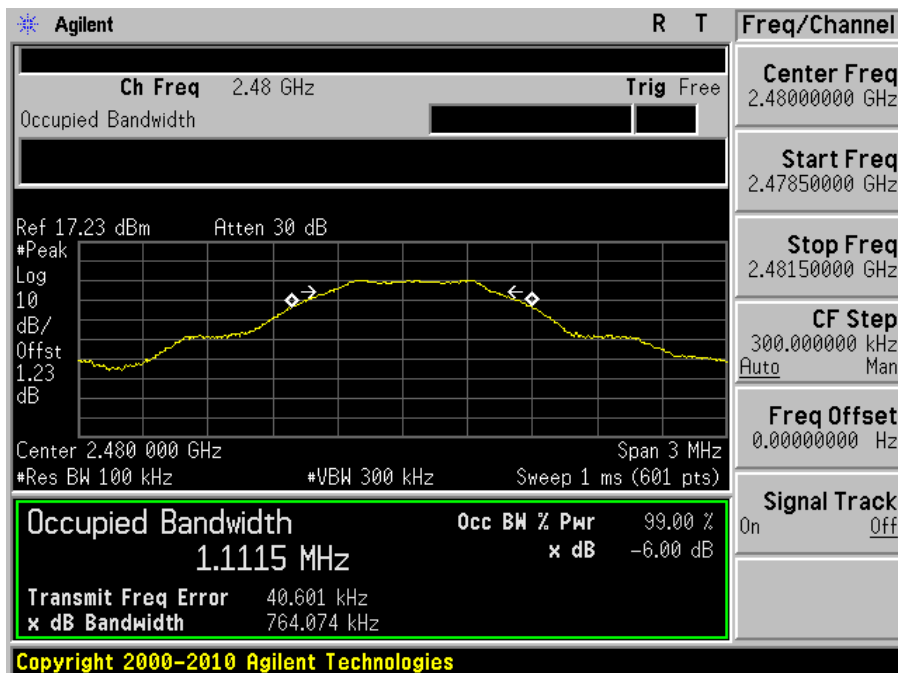 Agilent R T
Freq/Channel
Ch Freq 2.48 GHz Trig Free
Occupied Bandwidth
Center Freq
2.48000000 GHz
Start Freq
2.47850000 GHz
Stop Freq
2.48150000 GHz
CF Step
300.000000 kHz
Auto Man
Freq Offset
0.00000000 Hz
Signal Track
On Off
Ref 17.23 dBm Atten 30 dB
#Peak
Log
10
dB/
Offst
1.23
dB
Center 2.480 000 GHz Span 3 MHz
#Res BW 100 kHz #VBW 300 kHz Sweep 1 ms (601 pts)
Occupied Bandwidth Occ BW % Pwr 99.00 %
1.1115 MHz x dB -6.00 dB
Transmit Freq Error 40.601 kHz
x dB Bandwidth 764.074 kHz
Copyright 2000-2010 Agilent Technologies